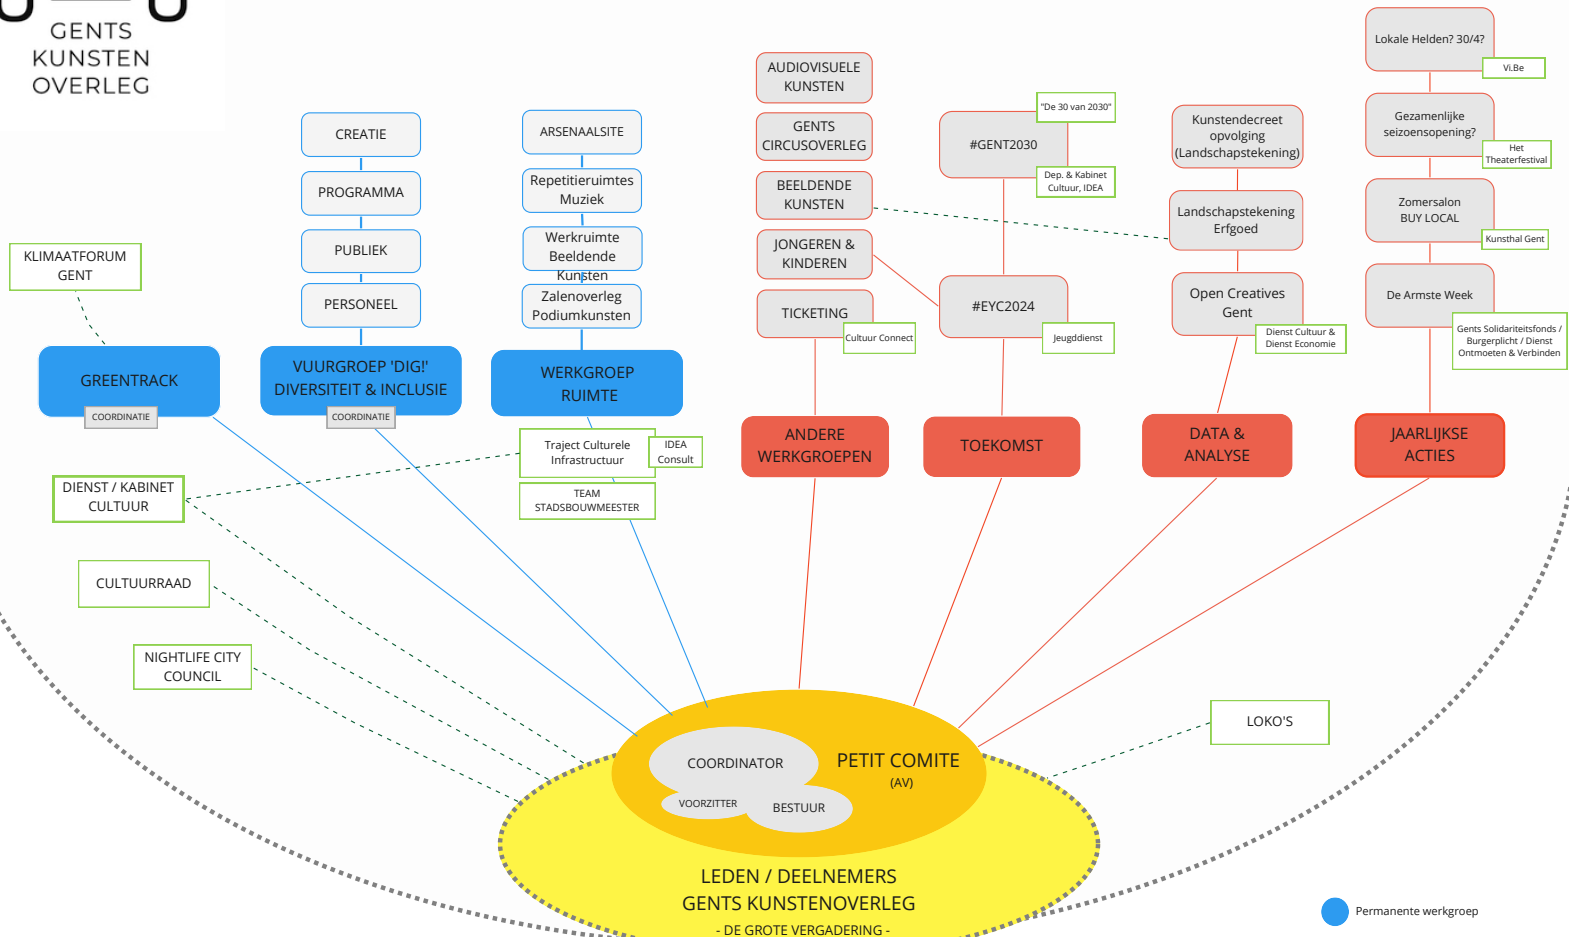 GENTS
KUNSTEN
OVERLEG
KLIMAATFORUM
GENT
CREATIE
PROGRAMMA
PUBLIEK
PERSONEEL
ARSENAALSITE
Repetitieruimtes
Muziek
Werkruimte
Beeldende
Kunsten
Zalenoverleg
Podiumkunsten
AUDIOVISUELE
KUNSTEN
GENTS
CIRCUSOVERLEG
BEELDENDE
KUNSTEN
JONGEREN &
KINDEREN
TICKETING
Cultuur Connect
"De 30 van 2030"
#GENT2030
Dep. & Kabinet
Cultuur, IDEA
#EYC2024
Jeugddienst
Kunstendecreet
opvolging
(Landschapstekening)
Landschapstekening
Erfgoed
Open Creatives
Gent
Dienst Cultuur &
Dienst Economie
Lokale Helden? 30/4?
Vi.Be
Gezamenlijke
seizoensopening?
Het
Theaterfestival
Zomersalon
BUY LOCAL
Kunsthal Gent
De Armste Week
Gents Solidariteitsfonds /
Burgerplicht / Dienst
Ontmoeten & Verbinden
GREENTRACK
COORDINATIE
VUURGROEP 'DIG!'
DIVERSITEIT & INCLUSIE
COORDINATIE
WERKGROEP
RUIMTE
Traject Culturele
Infrastructuur
IDEA
Consult
TEAM
STADSBOUWMEESTER
ANDERE
WERKGROEPEN
TOEKOMST
DATA &
ANALYSE
JAARLIJKSE
ACTIES
DIENST / KABINET
CULTUUR
CULTUURRAAD
NIGHTLIFE CITY
COUNCIL
LOKO'S
COORDINATOR
VOORZITTER
BESTUUR
PETIT COMITE
(AV)
LEDEN / DEELNEMERS
GENTS KUNSTENOVERLEG
- DE GROTE VERGADERING -
Permanente werkgroep